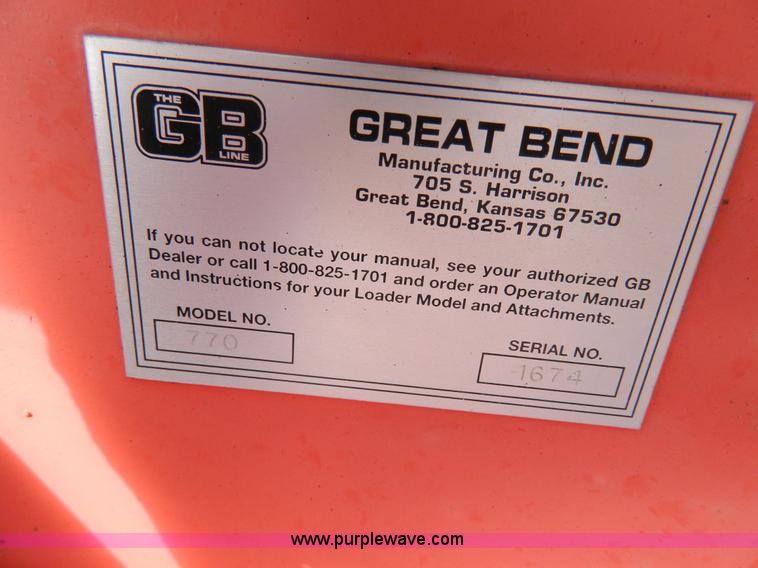 THE
GB
LINE
GREAT BEND
Manufacturing Co., Inc.
705 S. Harrison
Great Bend, Kansas 67530
1-800-825-1701
If you can not locate your manual, see your authorized GB
Dealer or call 1-800-825-1701 and order an Operator Manual
and Instructions for your Loader Model and Attachments.
MODEL NO.
770
SERIAL NO.
1674
www.purplewave.com